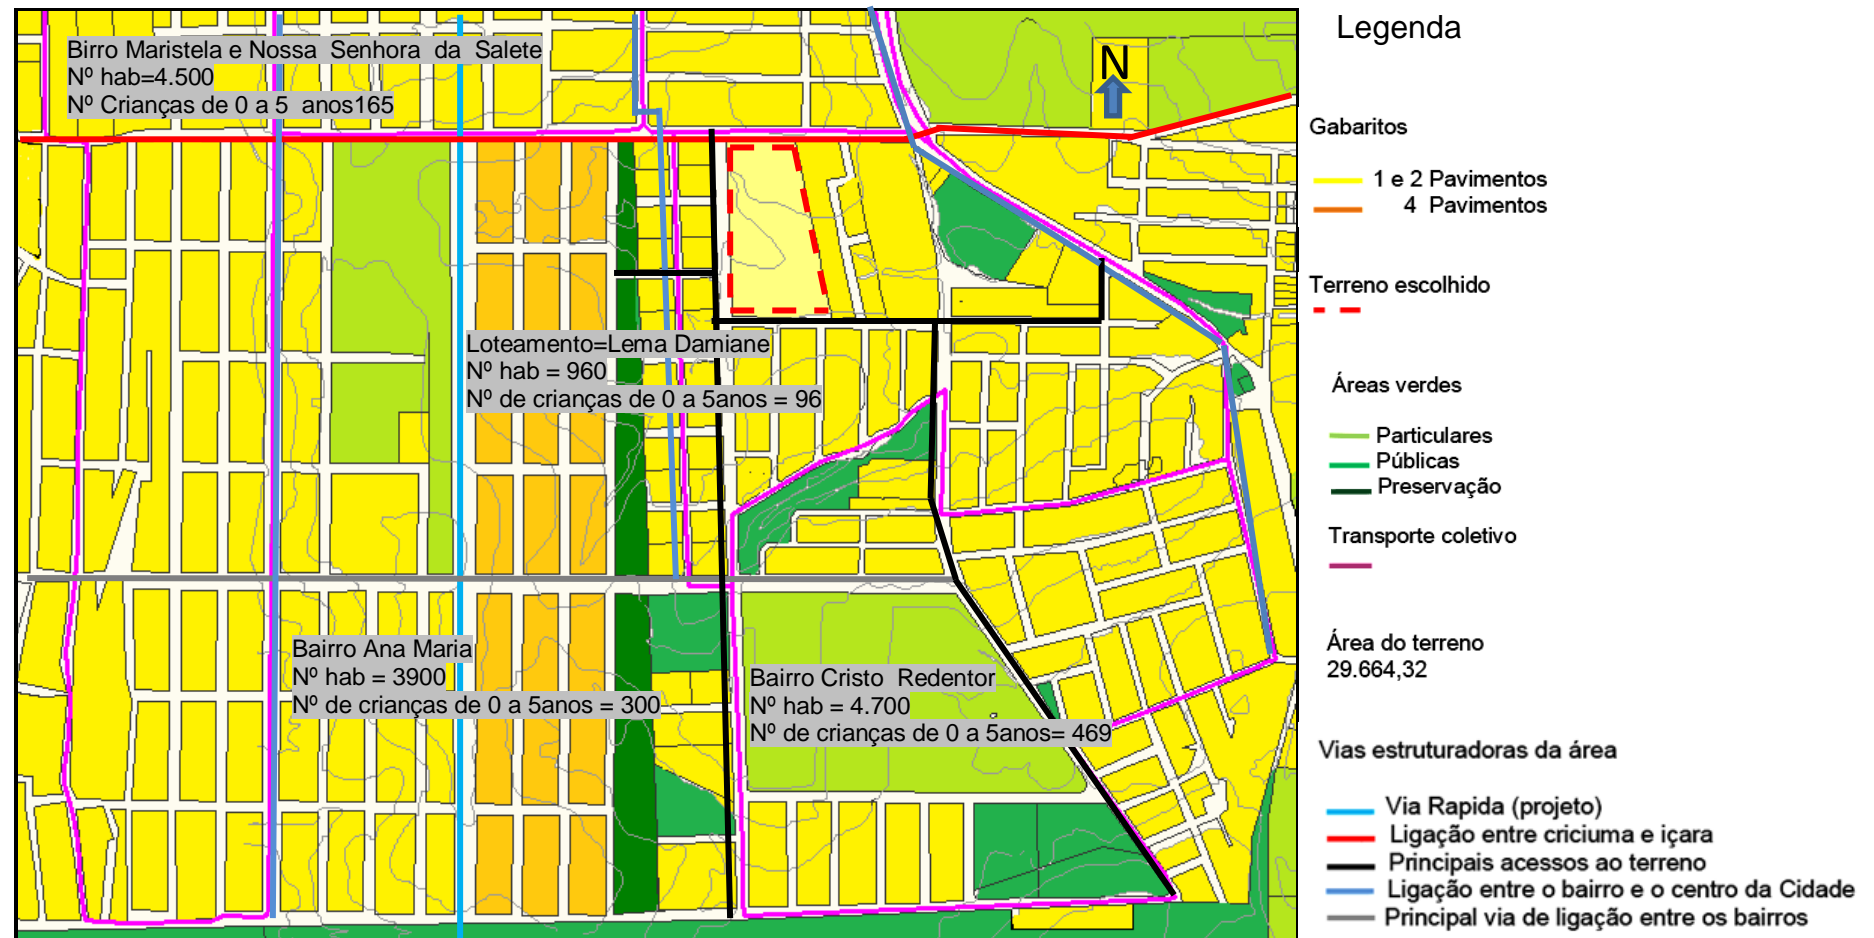 Birro Maristela e Nossa Senhora da Salete
Nº hab=4.500
Nº Crianças de 0 a 5 anos165
N
Loteamento=Lema Damiane
Nº hab = 960
Nº de crianças de 0 a 5anos = 96
Bairro Ana Maria
Nº hab = 3900
Nº de crianças de 0 a 5anos = 300
Bairro Cristo Redentor
Nº hab = 4.700
Nº de crianças de 0 a 5anos= 469
Legenda
Gabaritos
1 e 2 Pavimentos
4 Pavimentos
Terreno escolhido
Áreas verdes
Particulares
Públicas
Preservação
Transporte coletivo
Área do terreno
29.664,32
Vias estruturadoras da área
Via Rapida (projeto)
Ligação entre criciuma e içara
Principais acessos ao terreno
Ligação entre o bairro e o centro da Cidade
Principal via de ligação entre os bairros